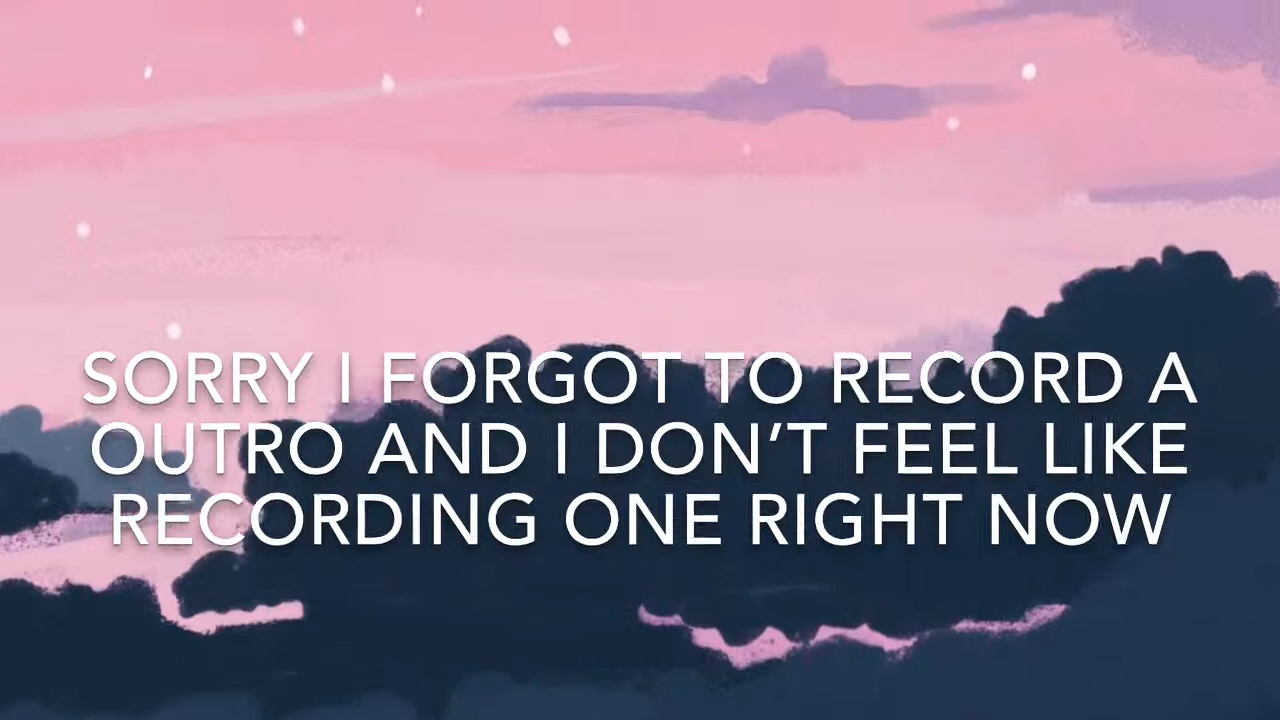 SORRY I FORGOT TO RECORD A
OUTRO AND I DON’T FEEL LIKE
RECORDING ONE RIGHT NOW